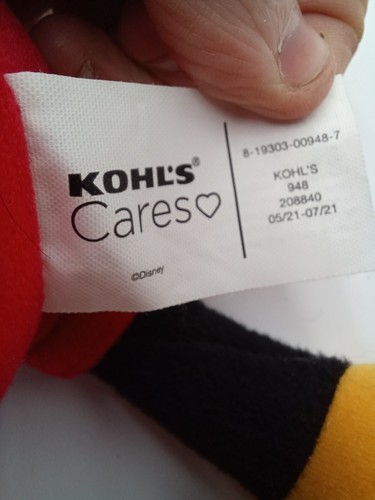 KOHL'S®
Cares♡
©Disney
8-19303-00948-7
KOHL'S
948
208840
05/21-07/21